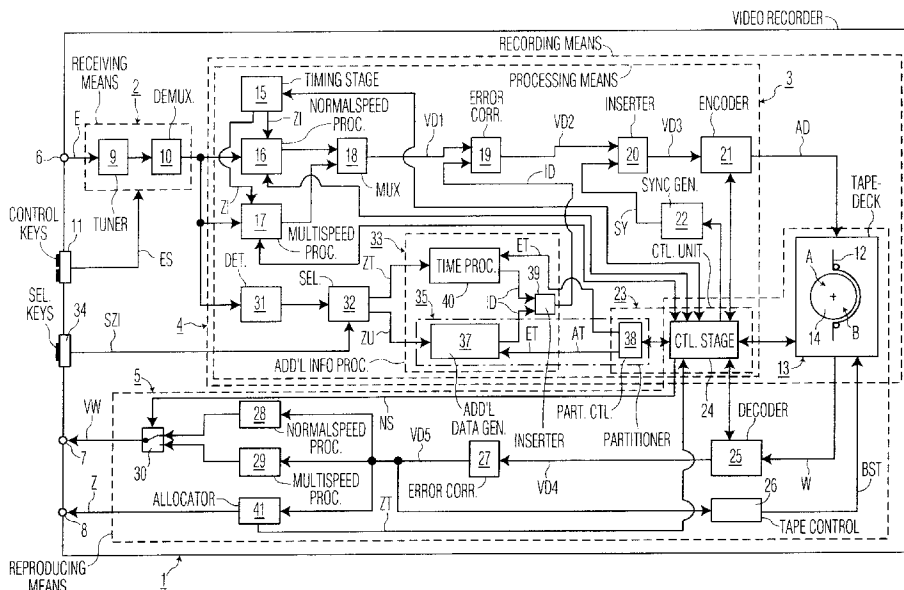 VIDEO RECORDER
RECORDING MEANS
PROCESSING MEANS
RECEIVING MEANS
2
DEMUX.
15
TIMING STAGE
NORMALSPEED PROC.
ZI
ERROR CORR.
INSERTER
ENCODER
3
6
E
9
10
16
18
VD1
19
VD2
20
VD3
21
AD
TUNER
MUX
ID
SYNC GEN.
TAPE-DECK
CONTROL KEYS
11
ZI
17
MULTISPEED PROC.
33
SY
22
CTL. UNIT
ES
DET.
31
SEL.
32
ZT
TIME PROC.
40
ET
39
A
12
SEL. KEYS
34
4
SZI
ZU
35
ID
23
14
B
37
ET
AT
38
CTL. STAGE
13
5
ADD'L INFO PROC.
ADD'L DATA GEN.
INSERTER
PART. CTL.
PARTITIONER
24
DECODER
VW
7
30
28
NORMALSPEED PROC.
NS
VD5
27
VD4
25
W
BST
29
MULTISPEED PROC.
ERROR CORR.
26
Z
8
ALLOCATOR
41
ZT
TAPE CONTROL
REPRODUCING MEANS
1